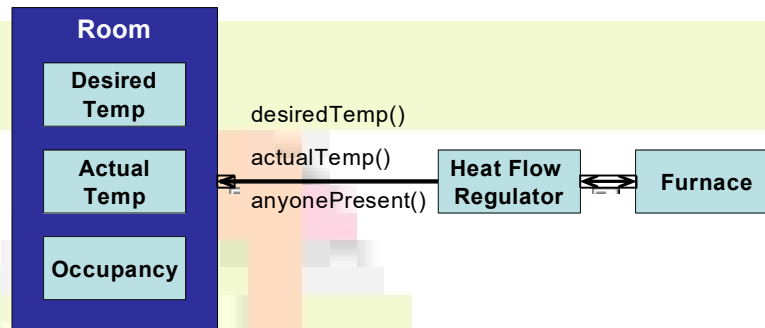 Room
Desired
Temp
desiredTemp()
Actual
Temp
actualTemp()
anyonePresent()
Heat Flow
Regulator
Furnace
Occupancy